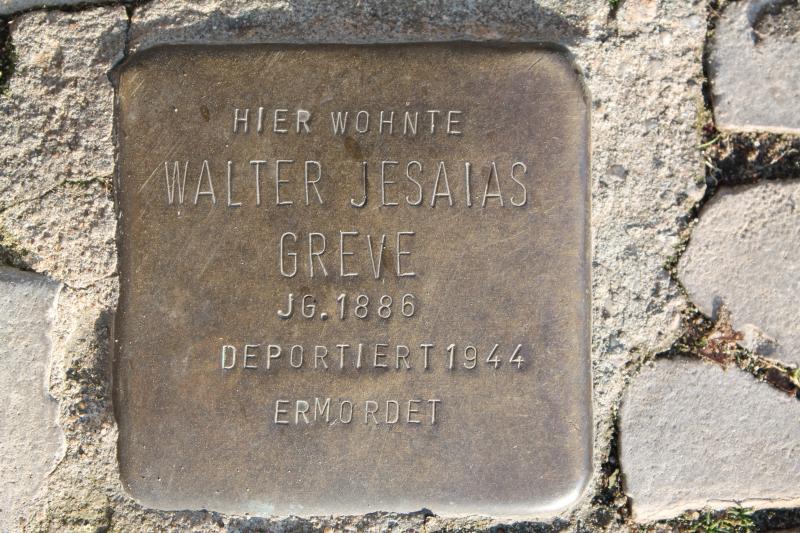 HIER WOHNTE
WALTER JESAIAS
GREVE
JG. 1886
DEPORTIERT 1944
ERMORDET